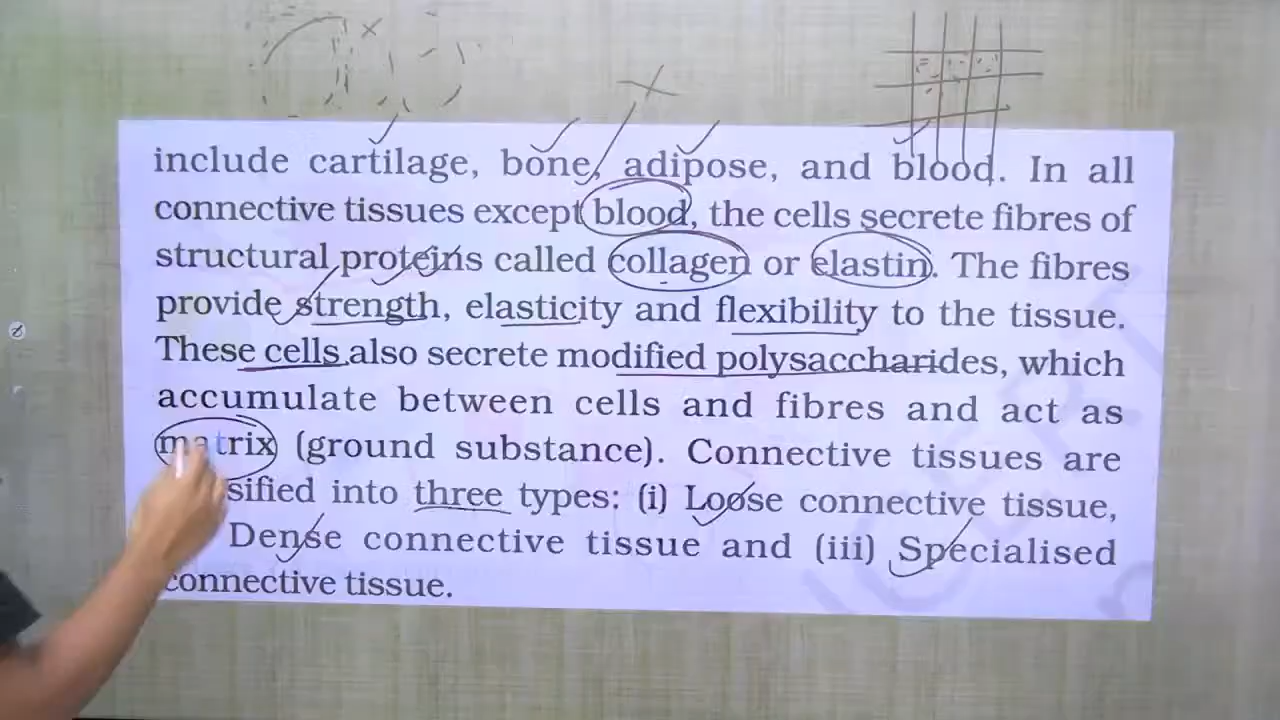 include cartilage, bone, adipose, and blood. In all
connective tissues except blood, the cells secrete fibres of
structural proteins called collagen or elastin. The fibres
provide strength, elasticity and flexibility to the tissue.
These cells also secrete modified polysaccharides, which
accumulate between cells and fibres and act as
matrix (ground substance). Connective tissues are
sified into three types: (i) Loose connective tissue,
Dense connective tissue and (iii) Specialised
connective tissue.